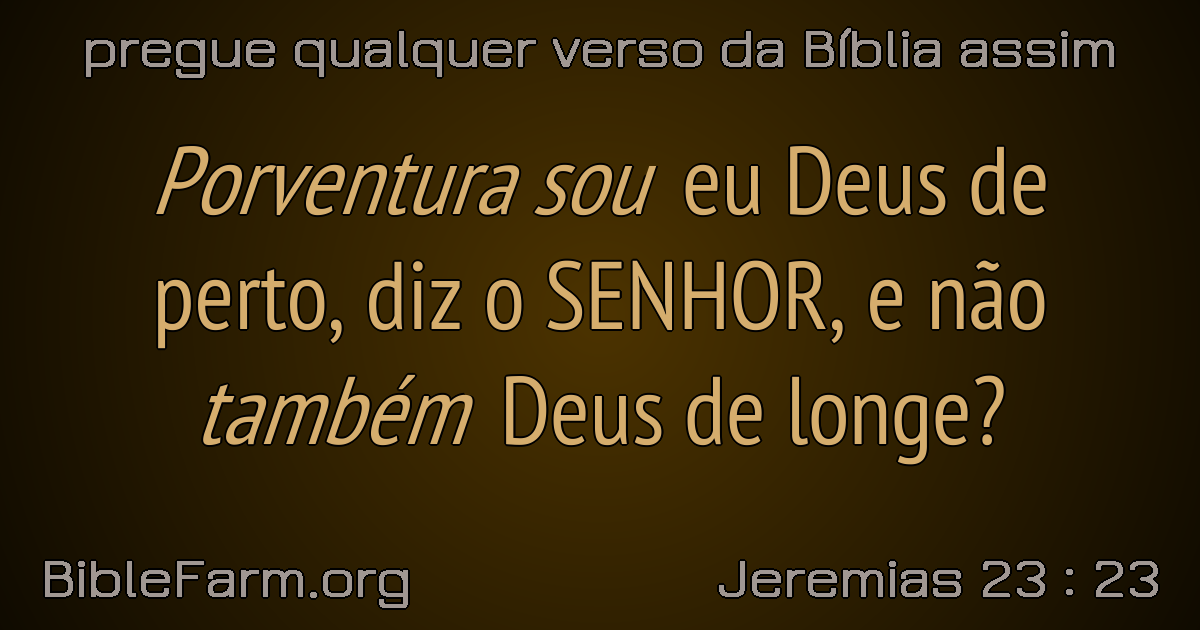 pregue qualquer verso da Bíblia assim
Porventura sou eu Deus de
perto, diz o SENHOR, e não
também Deus de longe?
BibleFarm.org
Jeremias 23 : 23